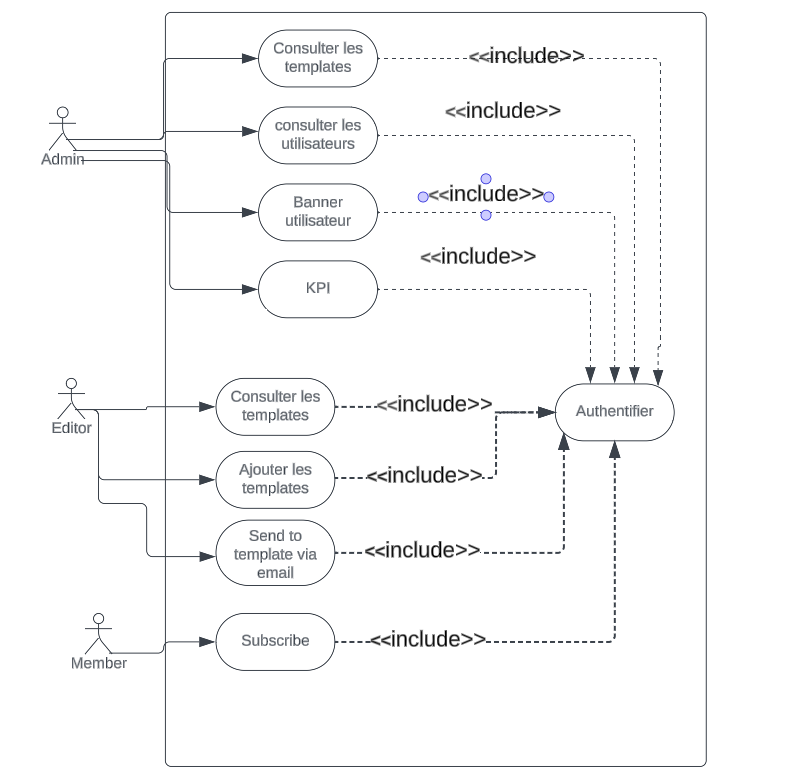 Consulter les
templates
<<include>>
Admin
consulter les
utilisateurs
<<include>>
Banner
utilisateur
<<include>>
KPI
<<include>>
Editor
Consulter les
templates
<<include>>
Authentifier
Ajouter les
templates
<<include>>
Send to
template via
email
<<include>>
Member
Subscribe
<<include>>